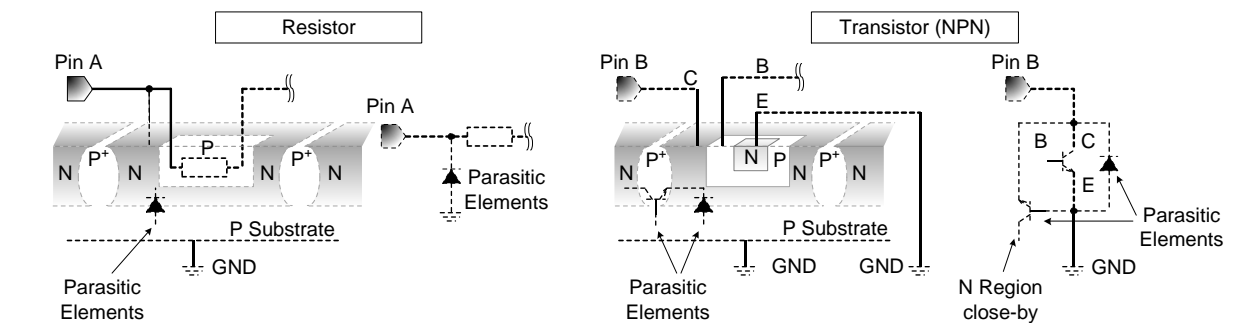 Resistor
Transistor (NPN)
Pin A
Pin A
N
P+
N
P
N
P+
N
Parasitic
Elements
P Substrate
GND
Parasitic
Elements
Pin B
C
B
E
N
P+
N
N
P
P+
N
N
P Substrate
GND
GND
Parasitic
Elements
Pin B
B
C
E
Parasitic
Elements
GND
N Region
close-by